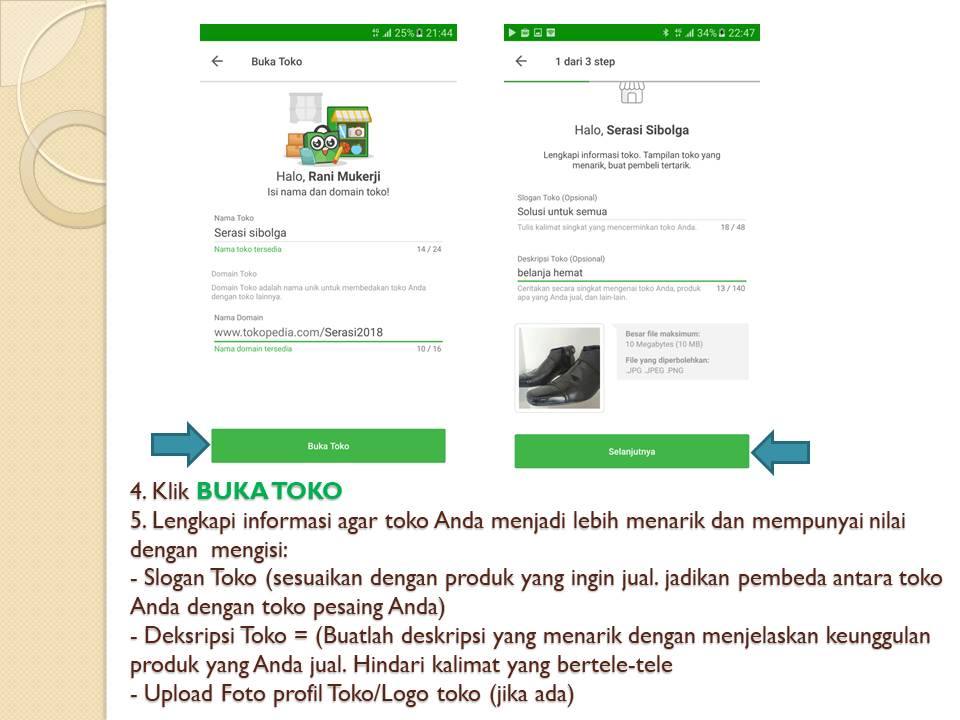 25% 21:44
Buka Toko
Halo, Rani Mukerji
Isi nama dan domain toko!
Nama Toko
Serasi sibolga
Nama toko tersedia 14 / 24
Domain Toko
Domain Toko adalah nama unik untuk membedakan toko Anda
dengan toko lainnya.
Nama Domain
www.tokopedia.com/Serasi2018
Nama domain tersedia 10 / 16
Buka Toko
34% 22:47
1 dari 3 step
Halo, Serasi Sibolga
Lengkapi informasi toko. Tampilan toko yang
menarik, buat pembeli tertarik.
Slogan Toko (Opsional)
Solusi untuk semua
Tulis kalimat singkat yang mencerminkan toko Anda. 18 / 48
Deskripsi Toko (Opsional)
belanja hemat
Ceritakan secara singkat mengenai toko Anda, produk 13 / 140
apa yang Anda jual, dan lain-lain.
Besar file maksimum:
10 Megabytes (10 MB)
File yang diperbolehkan:
.JPG .JPEG .PNG
Selanjutnya
4. Klik BUKA TOKO
5. Lengkapi informasi agar toko Anda menjadi lebih menarik dan mempunyai nilai
dengan mengisi:
- Slogan Toko (sesuaikan dengan produk yang ingin jual. jadikan pembeda antara toko
Anda dengan toko pesaing Anda)
- Deksripsi Toko = (Buatlah deskripsi yang menarik dengan menjelaskan keunggulan
produk yang Anda jual. Hindari kalimat yang bertele-tele
- Upload Foto profil Toko/Logo toko (jika ada)